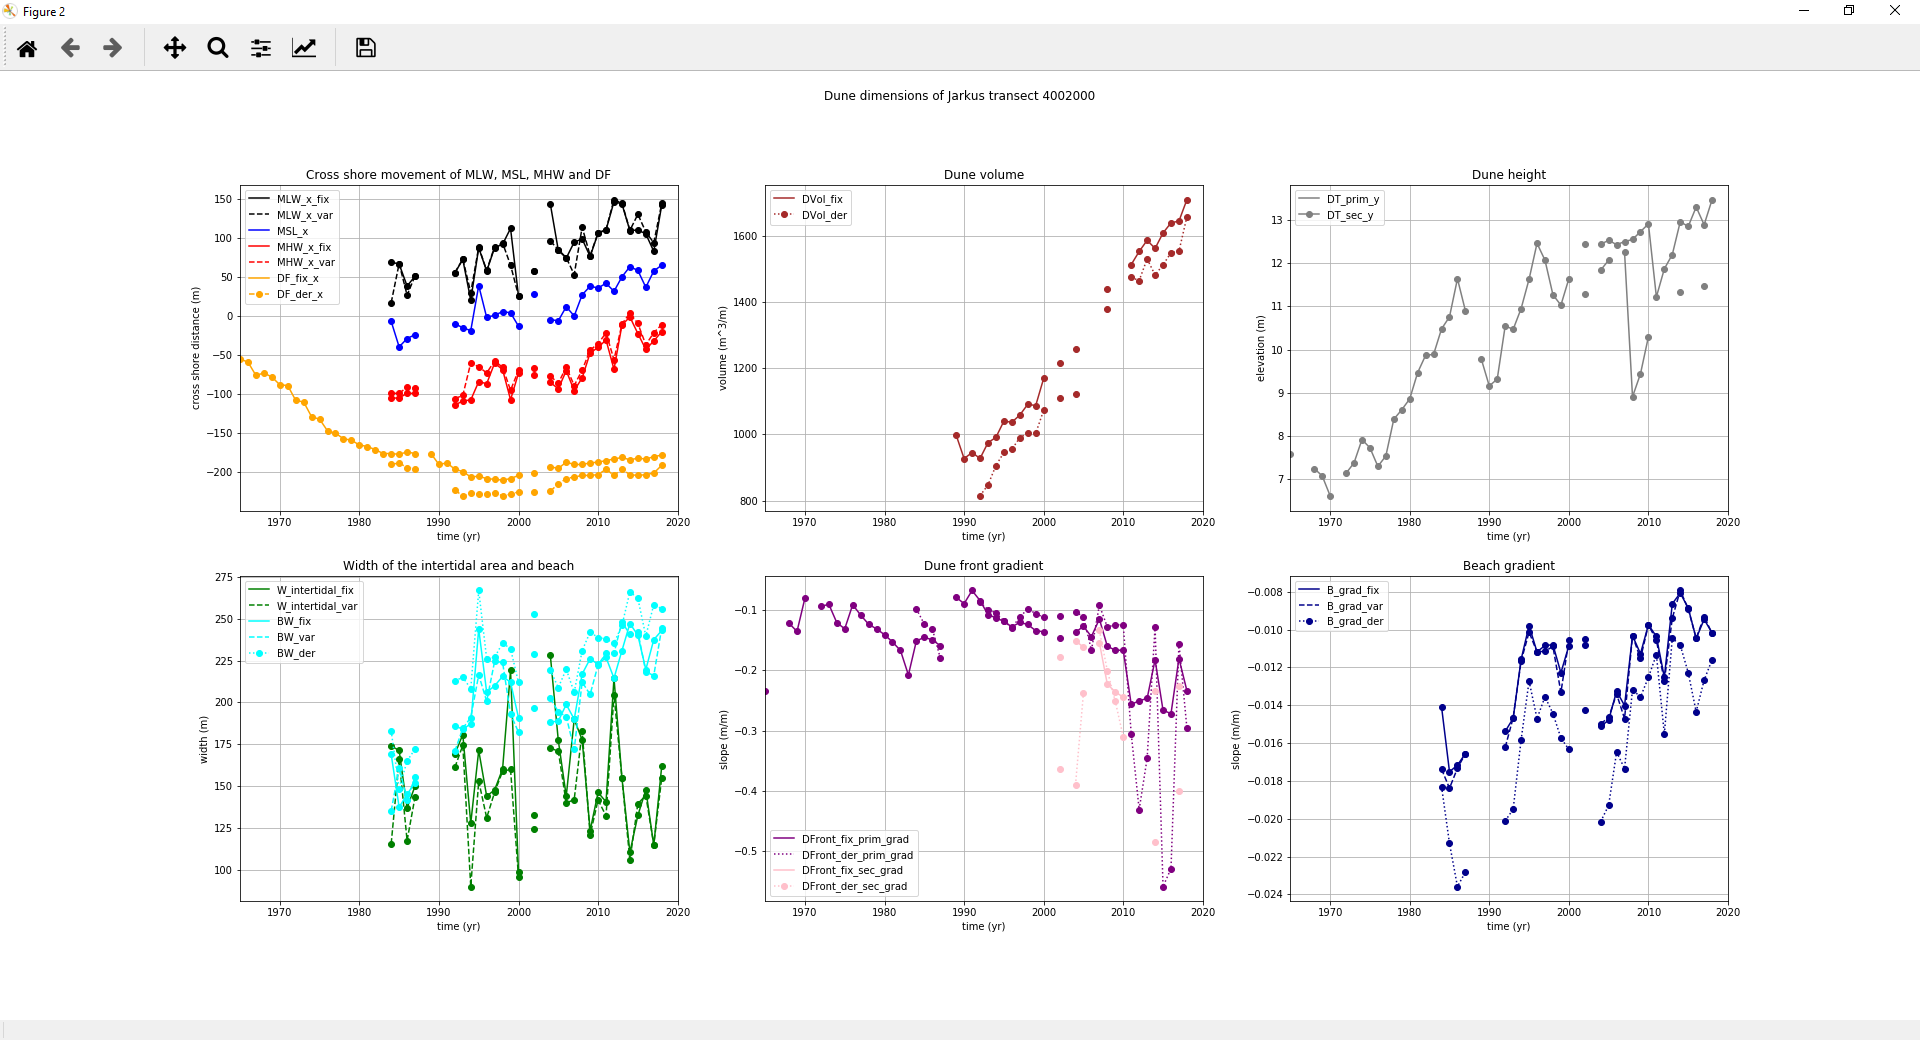 Figure 2
Dune dimensions of Jarkus transect 4002000
Cross shore movement of MLW, MSL, MHW and DF
cross shore distance (m)
150
100
50
0
−50
−100
−150
−200
MLW_x_fix
MLW_x_var
MSL_x
MHW_x_fix
MHW_x_var
DF_fix_x
DF_der_x
1970 1980 1990 2000 2010 2020
time (yr)
Dune volume
volume (m^3/m)
1600
1400
1200
1000
800
DVol_fix
DVol_der
1970 1980 1990 2000 2010 2020
time (yr)
Dune height
elevation (m)
13
12
11
10
9
8
7
DT_prim_y
DT_sec_y
1970 1980 1990 2000 2010 2020
time (yr)
Width of the intertidal area and beach
width (m)
275
250
225
200
175
150
125
100
W_intertidal_fix
W_intertidal_var
BW_fix
BW_var
BW_der
1970 1980 1990 2000 2010 2020
time (yr)
Dune front gradient
slope (m/m)
−0.1
−0.2
−0.3
−0.4
−0.5
DFront_fix_prim_grad
DFront_der_prim_grad
DFront_fix_sec_grad
DFront_der_sec_grad
1970 1980 1990 2000 2010 2020
time (yr)
Beach gradient
slope (m/m)
−0.008
−0.010
−0.012
−0.014
−0.016
−0.018
−0.020
−0.022
−0.024
B_grad_fix
B_grad_var
B_grad_der
1970 1980 1990 2000 2010 2020
time (yr)